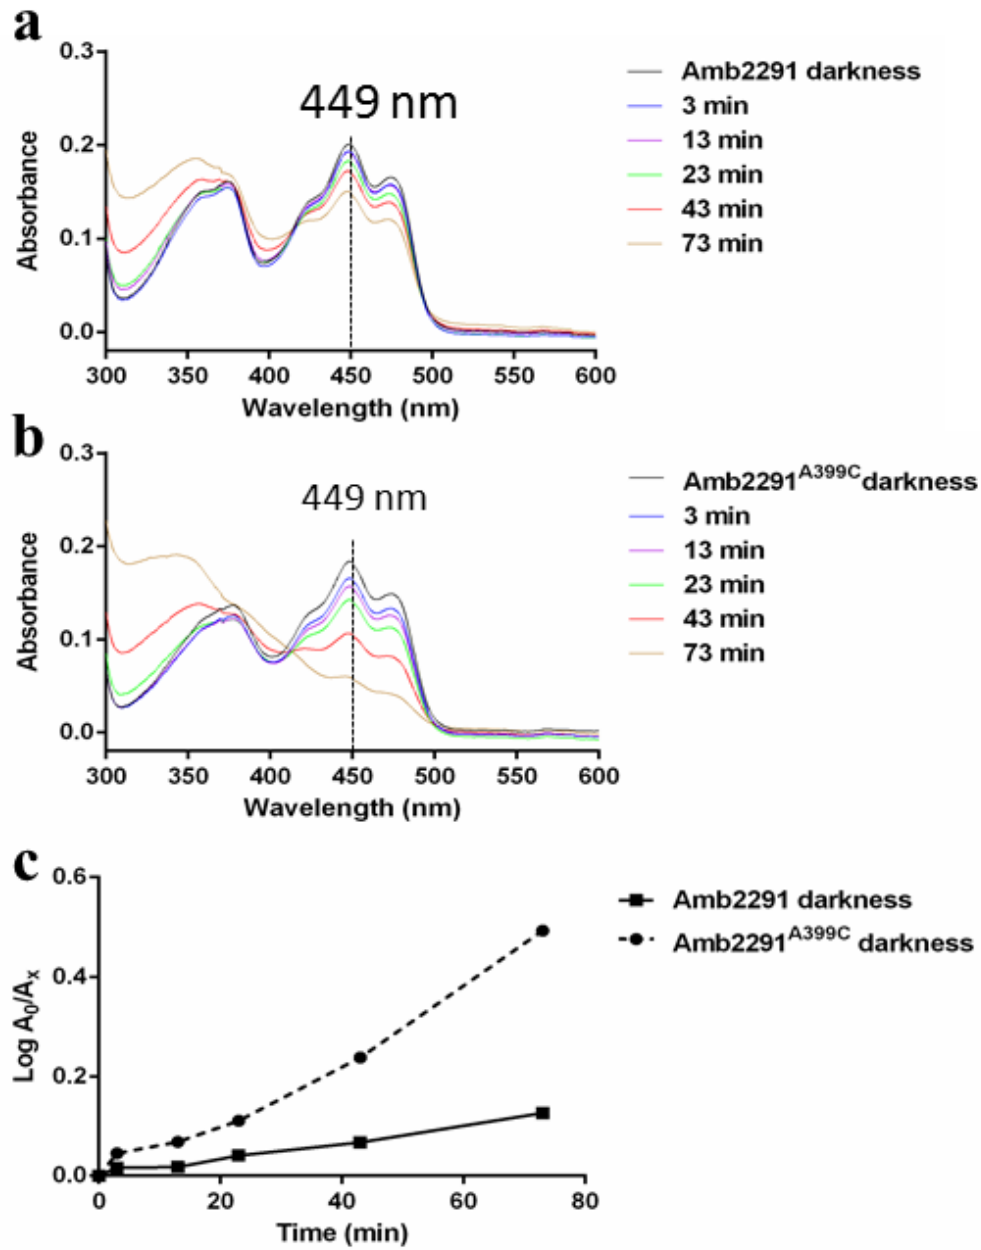 a
0.3
0.2
0.1
0.0
Absorbance
449 nm
300 350 400 450 500 550 600
Wavelength (nm)
Amb2291 darkness
3 min
13 min
23 min
43 min
73 min
b
0.3
0.2
0.1
0.0
Absorbance
449 nm
300 350 400 450 500 550 600
Wavelength (nm)
Amb2291A399C darkness
3 min
13 min
23 min
43 min
73 min
c
0.6
0.4
0.2
0.0
Log A0/Ax
0 20 40 60 80
Time (min)
Amb2291 darkness
Amb2291A399C darkness